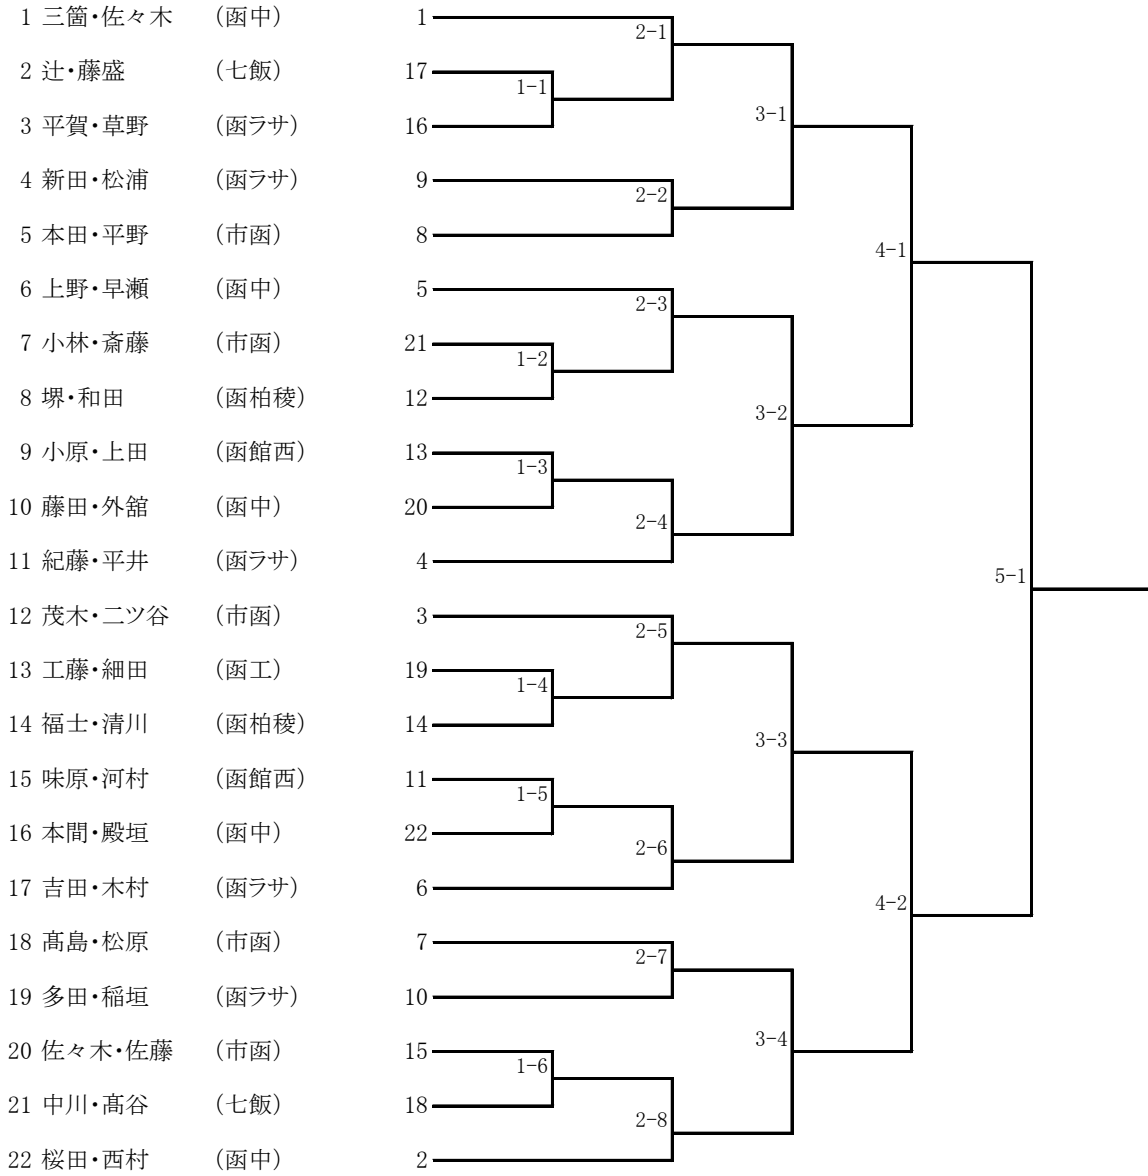 1 三箇・佐々木 （函中） 1
2-1
2 辻・藤盛 （七飯） 17
1-1
3 平賀・草野 （函ラサ） 16
3-1
4 新田・松浦 （函ラサ） 9
2-2
5 本田・平野 （市函） 8
4-1
6 上野・早瀬 （函中） 5
2-3
7 小林・斎藤 （市函） 21
1-2
8 堺・和田 （函柏稜） 12
3-2
9 小原・上田 （函館西） 13
1-3
10 藤田・外舘 （函中） 20
2-4
11 紀藤・平井 （函ラサ） 4
5-1
12 茂木・二ツ谷 （市函） 3
2-5
13 工藤・細田 （函工） 19
1-4
14 福士・清川 （函柏稜） 14
3-3
15 味原・河村 （函館西） 11
1-5
16 本間・殿垣 （函中） 22
2-6
17 吉田・木村 （函ラサ） 6
4-2
18 髙島・松原 （市函） 7
2-7
19 多田・稲垣 （函ラサ） 10
3-4
20 佐々木・佐藤 （市函） 15
1-6
21 中川・髙谷 （七飯） 18
2-8
22 桜田・西村 （函中） 2